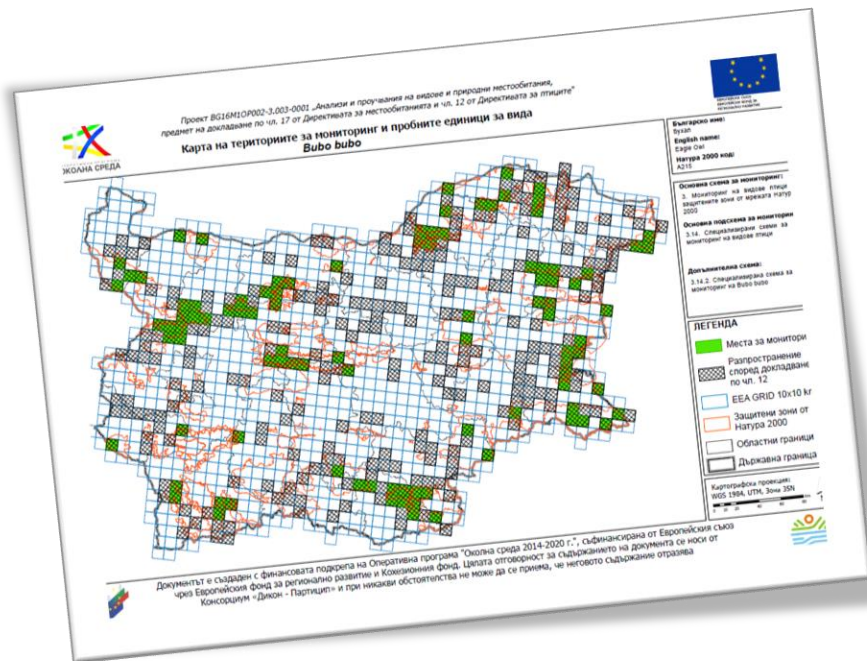 Проект BG16M1OP002-3.003-0001 „Анализи и проучвания на видове и природни местообитания,
предмет на докладване по чл. 17 от Директивата за местообитанията и чл. 12 от Директивата за птиците"
Карта на териториите за мониторинг и пробните единици за вида
Bubo bubo
ОКОЛНА СРЕДА
Българско име:
Бухал
English name:
Eagle Owl
Натура 2000 код:
A215
Основна схема за мониторинг:
3. Мониторинг на видове птици
защитените зони от мрежата Натур
2000
Основна подсхема за мониторин
3.14. Специализирани схеми за
мониторинг на видове птици
Допълнителна схема:
3.14.2. Специализирана схема за
мониторинг на Bubo bubo
ЛЕГЕНДА
Места за монитори
Разпространение
според докладване
по чл. 12
EEA GRID 10x10 kr
Защитени зони от
Натура 2000
Областни граници
Държавна граница
Картографска проекция:
WGS 1984, UTM, Зона 35N
Документът е създаден с финансовата подкрепа на Оперативна програма "Околна среда 2014-2020 г.", съфинансирана от Европейския съюз
чрез Европейския фонд за регионално развитие и Кохезионния фонд. Цялата отговорност за съдържанието на документа се носи от
Консорциум «Дикон - Партицип» и при никакви обстоятелства не може да се приема, че неговото съдържание отразява